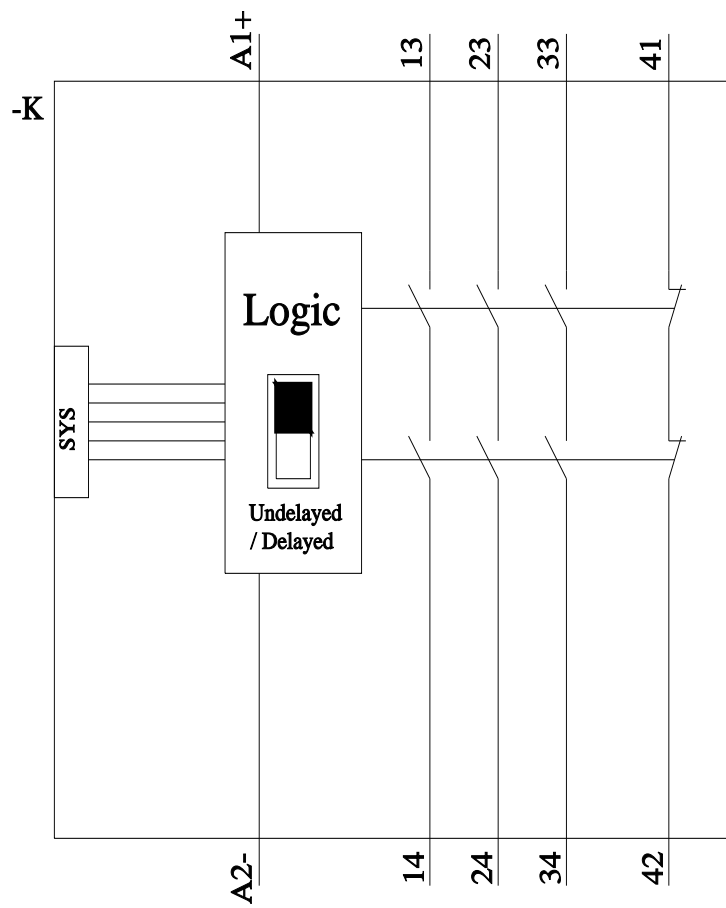 A1+
13
23
33
41
-K
Logic
SYS
Undelayed
/ Delayed
A2-
14
24
34
42